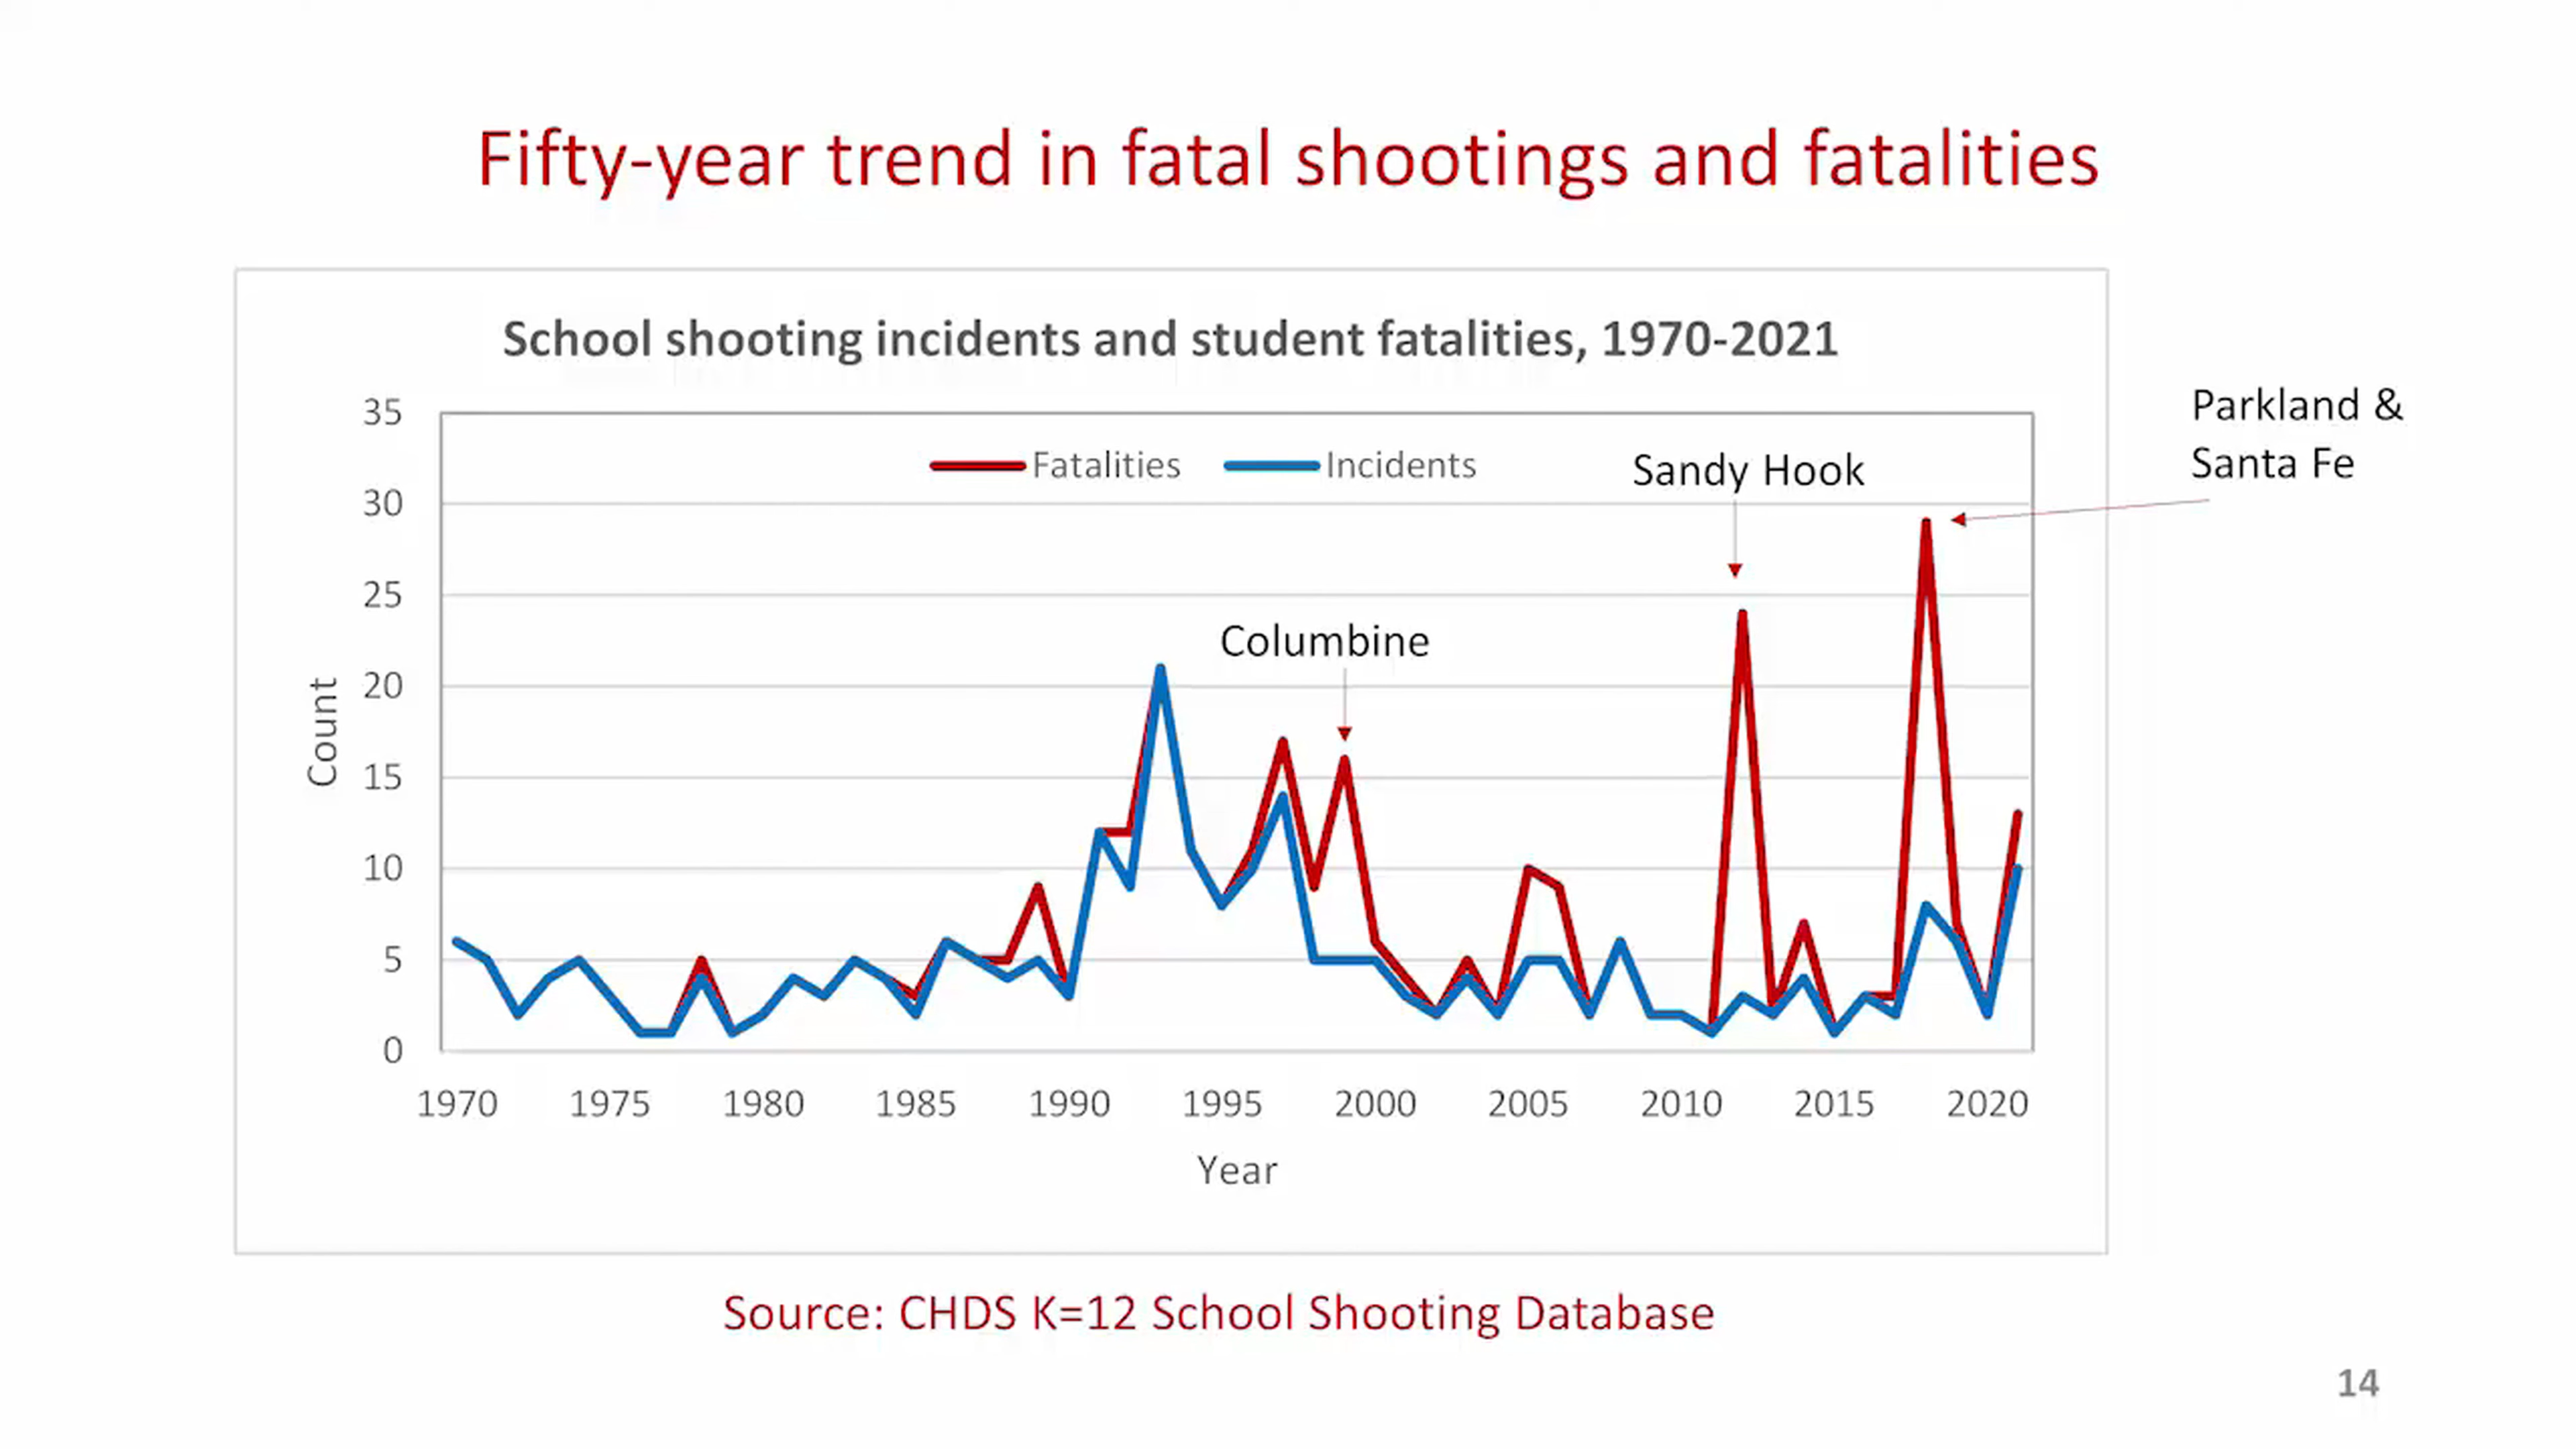 Fifty-year trend in fatal shootings and fatalities
School shooting incidents and student fatalities, 1970-2021
Parkland &
Santa Fe
Fatalities
Incidents
Sandy Hook
Columbine
Count
35
30
25
20
15
10
5
0
1970
1975
1980
1985
1990
1995
2000
2005
2010
2015
2020
Year
Source: CHDS K=12 School Shooting Database
14